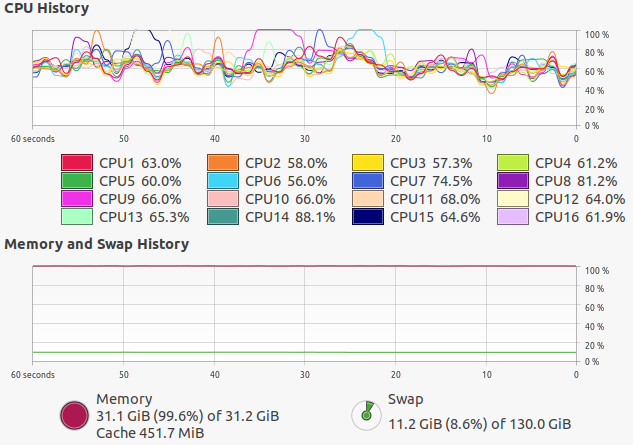 CPU History
100 %
80 %
60 %
40 %
20 %
0 %
60 seconds 50 40 30 20 10 0
CPU1 63.0% CPU2 58.0% CPU3 57.3% CPU4 61.2%
CPU5 60.0% CPU6 56.0% CPU7 74.5% CPU8 81.2%
CPU9 66.0% CPU10 66.0% CPU11 68.0% CPU12 64.0%
CPU13 65.3% CPU14 88.1% CPU15 64.6% CPU16 61.9%
Memory and Swap History
100 %
80 %
60 %
40 %
20 %
0 %
60 seconds 50 40 30 20 10 0
Memory
31.1 GiB (99.6%) of 31.2 GiB
Cache 451.7 MiB
Swap
11.2 GiB (8.6%) of 130.0 GiB